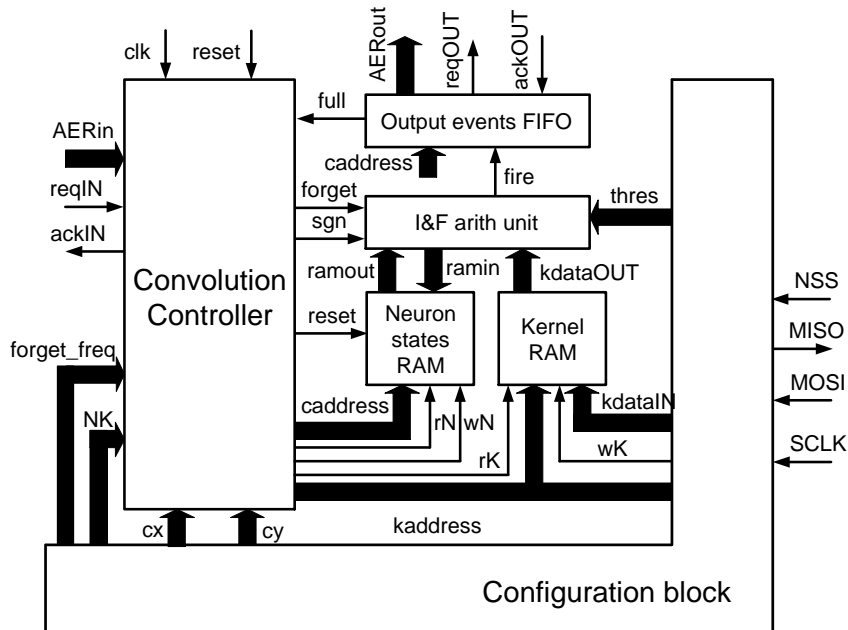 clk
reset
AERout
reqOUT
ackOUT
full
Output events FIFO
AERin
caddress
fire
reqIN
forget
thres
I&F arith unit
sgn
ackIN
ramout
ramin
kdataOUT
Convolution
Controller
NSS
reset
Neuron
states
RAM
Kernel
RAM
MISO
forget_freq
caddress
kdataIN
MOSI
NK
rN
wN
rK
wK
SCLK
cx
cy
kaddress
Configuration block